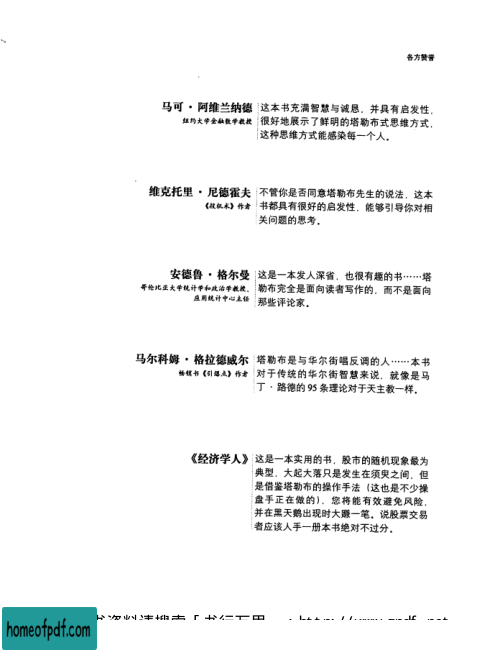 各方赞誉
马可·阿维兰纳德
纽约大学金融数学教授
这本书充满智慧与诚恳，并具有启发性，
很好地展示了鲜明的塔勒布式思维方式，
这种思维方式能感染每一个人。
维克托里·尼德霍夫
《投机术》作者
不管你是否同意塔勒布先生的说法，这本
书都具有很好的启发性，能够引导你对相
关问题的思考。
安德鲁·格尔曼
哥伦比亚大学统计学和政治学教授、
应用统计中心主任
这是一本发人深省，也很有趣的书……塔
勒布完全是面向读者写作的，而不是面向
那些评论家。
马尔科姆·格拉德威尔
畅销书《引爆点》作者
塔勒布是与华尔街唱反调的人……本书
对于传统的华尔街智慧来说，就像是马
丁·路德的95条理论对于天主教一样。
《经济学人》
这是一本实用的书，股市的随机现象最为
典型，大起大落只是发生在须臾之间，但
是借鉴塔勒布的操作手法（这也是不少操
盘手正在做的），您将能有效避免风险，
并在黑天鹅出现时大赚一笔。说股票交易
者应该人手一册本书绝对不过分。
homeofpdf.com